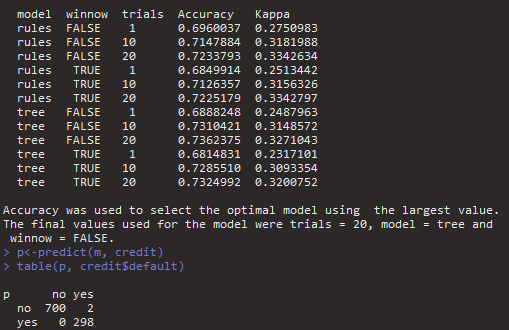 model winnow trials Accuracy Kappa
rules FALSE 1 0.6960037 0.2750983
rules FALSE 10 0.7147884 0.3181988
rules FALSE 20 0.7233793 0.3342634
rules TRUE 1 0.6849914 0.2513442
rules TRUE 10 0.7126357 0.3156326
rules TRUE 20 0.7225179 0.3342797
tree FALSE 1 0.6888248 0.2487963
tree FALSE 10 0.7310421 0.3148572
tree FALSE 20 0.7362375 0.3271043
tree TRUE 1 0.6814831 0.2317101
tree TRUE 10 0.7285510 0.3093354
tree TRUE 20 0.7324992 0.3200752
Accuracy was used to select the optimal model using the largest value.
The final values used for the model were trials = 20, model = tree and
winnow = FALSE.
> p<-predict(m, credit)
> table(p, credit$default)
p no yes
no 700 2
yes 0 298